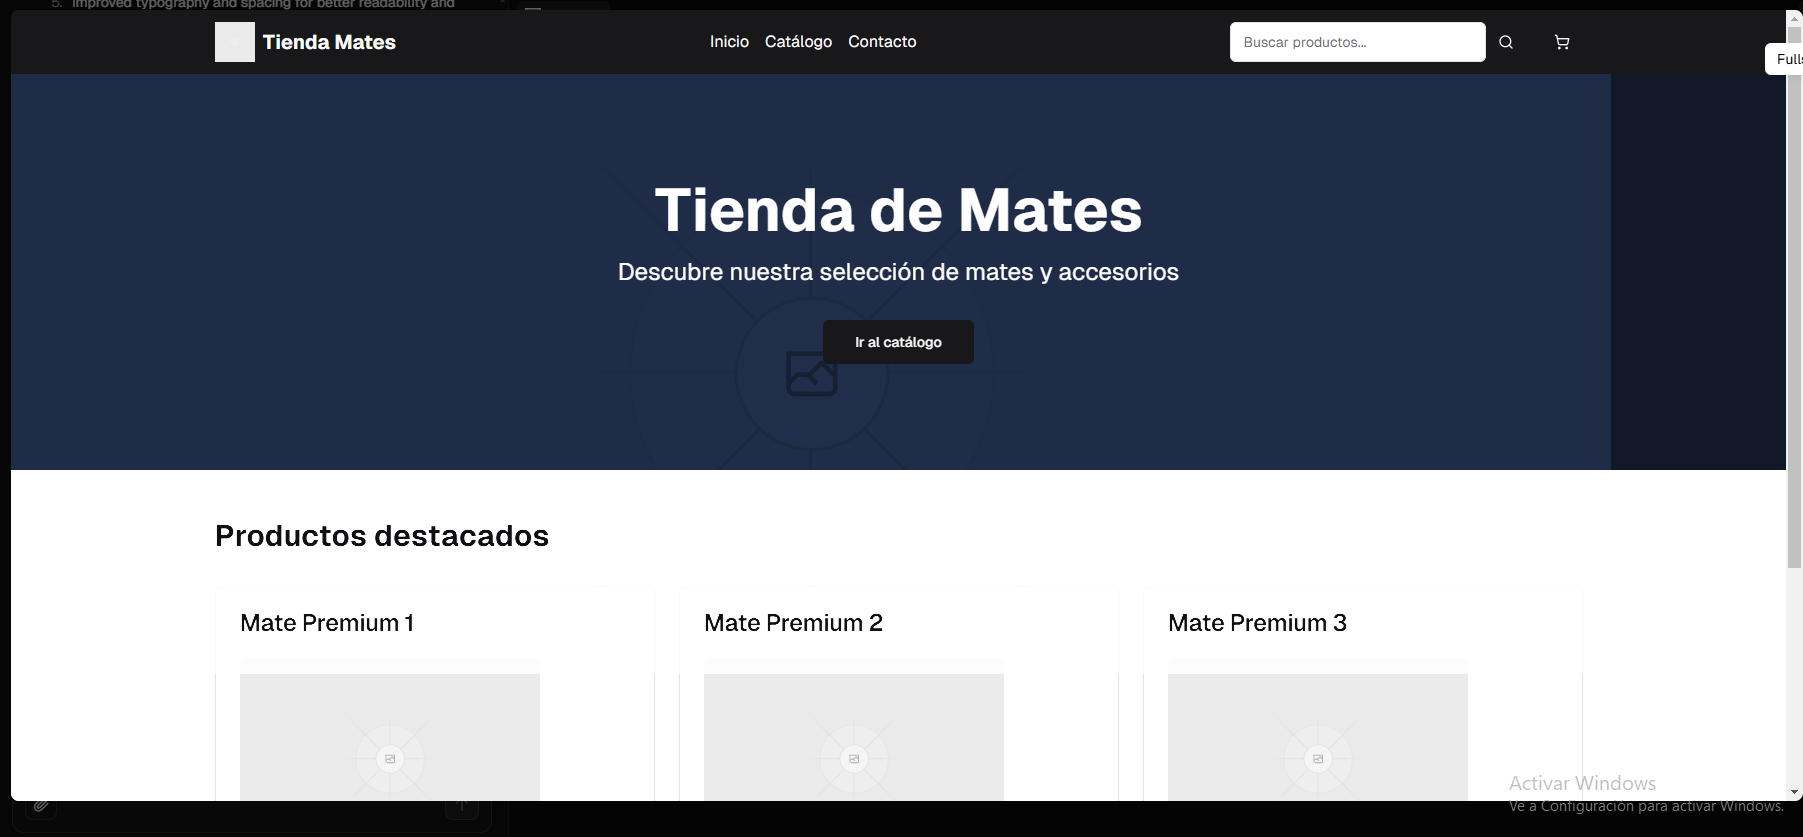 5. Improved typography and spacing for better readability and
Tienda Mates
Inicio Catálogo Contacto
Buscar productos...
Tienda de Mates
Descubre nuestra selección de mates y accesorios
Ir al catálogo
Productos destacados
Mate Premium 1
Mate Premium 2
Mate Premium 3
Activar Windows
Ve a Configuración para activar Windows.